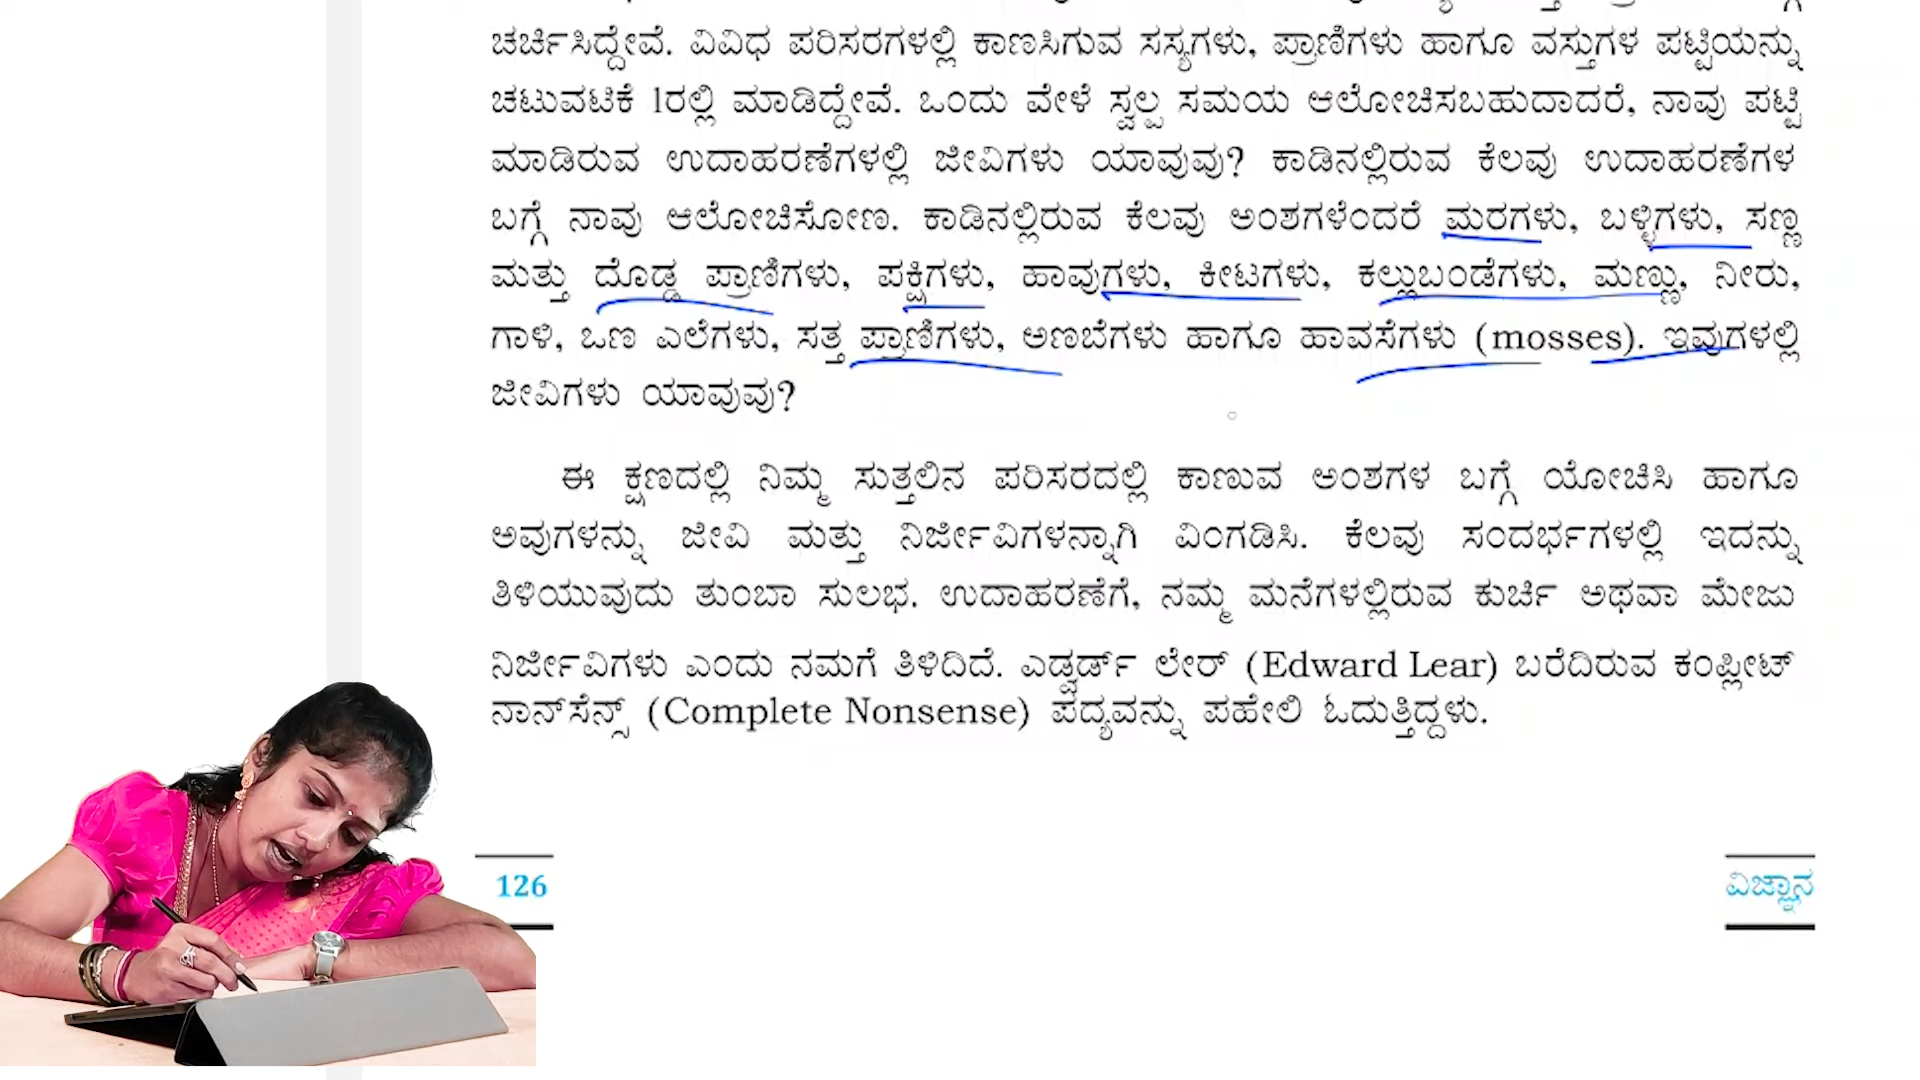 ಚರ್ಚಿಸಿದ್ದೇವೆ. ವಿವಿಧ ಪರಿಸರಗಳಲ್ಲಿ ಕಾಣಸಿಗುವ ಸಸ್ಯಗಳು, ಪ್ರಾಣಿಗಳು ಹಾಗೂ ವಸ್ತುಗಳ ಪಟ್ಟಿಯನ್ನು
ಚಟುವಟಿಕೆ 1ರಲ್ಲಿ ಮಾಡಿದ್ದೇವೆ. ಒಂದು ವೇಳೆ ಸ್ವಲ್ಪ ಸಮಯ ಆಲೋಚಿಸಬಹುದಾದರೆ, ನಾವು ಪಟ್ಟಿ
ಮಾಡಿರುವ ಉದಾಹರಣೆಗಳಲ್ಲಿ ಜೀವಿಗಳು ಯಾವುವು? ಕಾಡಿನಲ್ಲಿರುವ ಕೆಲವು ಉದಾಹರಣೆಗಳ
ಬಗ್ಗೆ ನಾವು ಆಲೋಚಿಸೋಣ. ಕಾಡಿನಲ್ಲಿರುವ ಕೆಲವು ಅಂಶಗಳೆಂದರೆ ಮರಗಳು, ಬಳ್ಳಿಗಳು, ಸಣ್ಣ
ಮತ್ತು ದೊಡ್ಡ ಪ್ರಾಣಿಗಳು, ಪಕ್ಷಿಗಳು, ಹಾವುಗಳು, ಕೀಟಗಳು, ಕಲ್ಲುಬಂಡೆಗಳು, ಮಣ್ಣು, ನೀರು,
ಗಾಳಿ, ಒಣ ಎಲೆಗಳು, ಸತ್ತ ಪ್ರಾಣಿಗಳು, ಅಣಬೆಗಳು ಹಾಗೂ ಹಾವಸೆಗಳು (mosses). ಇವುಗಳಲ್ಲಿ
ಜೀವಿಗಳು ಯಾವುವು?
ಈ ಕ್ಷಣದಲ್ಲಿ ನಿಮ್ಮ ಸುತ್ತಲಿನ ಪರಿಸರದಲ್ಲಿ ಕಾಣುವ ಅಂಶಗಳ ಬಗ್ಗೆ ಯೋಚಿಸಿ ಹಾಗೂ
ಅವುಗಳನ್ನು ಜೀವಿ ಮತ್ತು ನಿರ್ಜೀವಿಗಳನ್ನಾಗಿ ವಿಂಗಡಿಸಿ. ಕೆಲವು ಸಂದರ್ಭಗಳಲ್ಲಿ ಇದನ್ನು
ತಿಳಿಯುವುದು ತುಂಬಾ ಸುಲಭ. ಉದಾಹರಣೆಗೆ, ನಮ್ಮ ಮನೆಗಳಲ್ಲಿರುವ ಕುರ್ಚಿ ಅಥವಾ ಮೇಜು
ನಿರ್ಜೀವಿಗಳು ಎಂದು ನಮಗೆ ತಿಳಿದಿದೆ. ಎಡ್ವರ್ಡ್ ಲೇರ್ (Edward Lear) ಬರೆದಿರುವ ಕಂಪ್ಲೀಟ್
ನಾನ್‌ಸೆನ್ಸ್ (Complete Nonsense) ಪದ್ಯವನ್ನು ಪಹೇಲಿ ಓದುತ್ತಿದ್ದಳು.
126
ವಿಜ್ಞಾನ